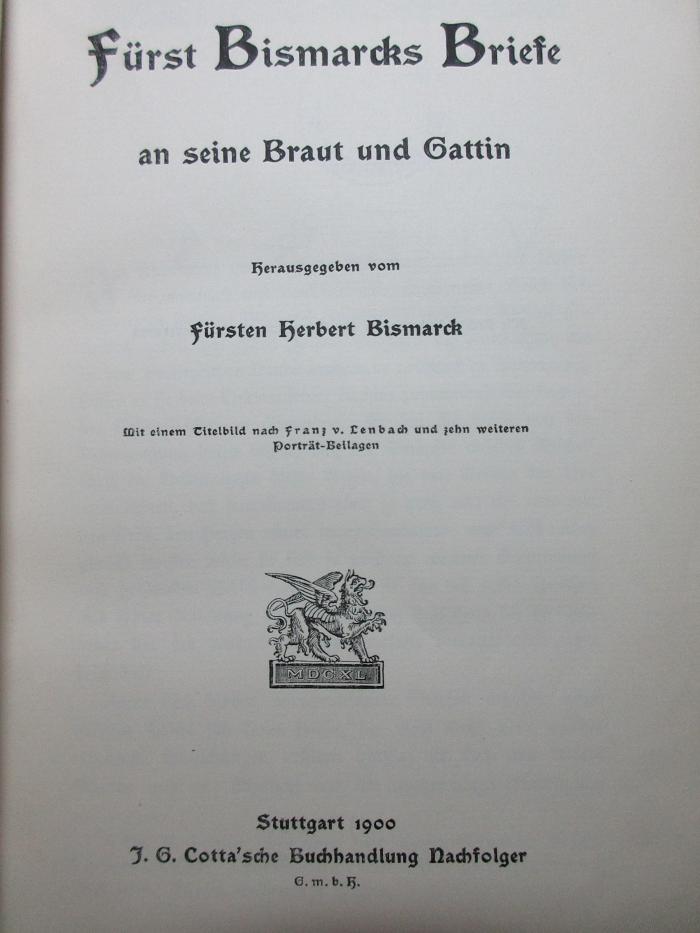 Fürst Bismarcks Briefe
an seine Braut und Gattin
Herausgegeben vom
Fürsten Herbert Bismarck
Mit einem Titelbild nach Franz v. Lenbach und zehn weiteren
Porträt-Beilagen
MDCXL
Stuttgart 1900
J. G. Cotta'sche Buchhandlung Nachfolger
G. m. b. H.